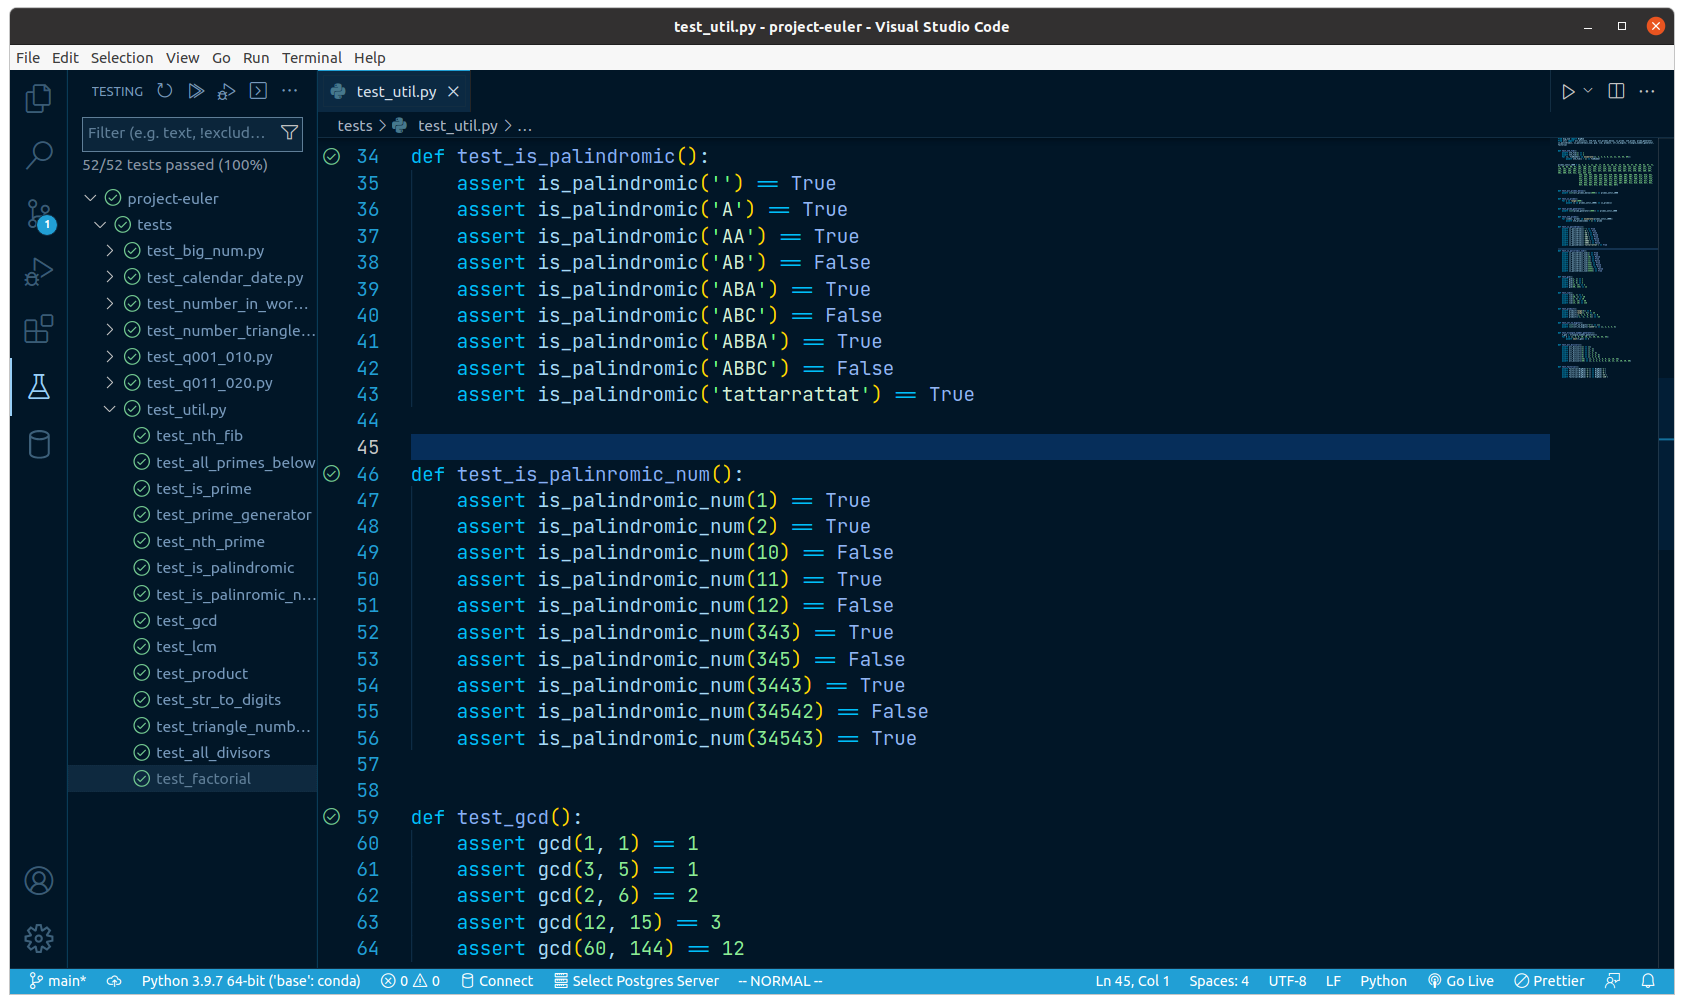 test_util.py - project-euler - Visual Studio Code
File Edit Selection View Go Run Terminal Help
TESTING
Filter (e.g. text, !exclud...
52/52 tests passed (100%)
project-euler
tests
test_big_num.py
test_calendar_date.py
test_number_in_wor...
test_number_triangle...
test_q001_010.py
test_q011_020.py
test_util.py
test_nth_fib
test_all_primes_below
test_is_prime
test_prime_generator
test_nth_prime
test_is_palindromic
test_is_palinromic_n...
test_gcd
test_lcm
test_product
test_str_to_digits
test_triangle_numb...
test_all_divisors
test_factorial
1
test_util.py
tests > test_util.py > ...
34 def test_is_palindromic():
35 assert is_palindromic('') == True
36 assert is_palindromic('A') == True
37 assert is_palindromic('AA') == True
38 assert is_palindromic('AB') == False
39 assert is_palindromic('ABA') == True
40 assert is_palindromic('ABC') == False
41 assert is_palindromic('ABBA') == True
42 assert is_palindromic('ABBC') == False
43 assert is_palindromic('tattarrattat') == True
44
45
46 def test_is_palinromic_num():
47 assert is_palindromic_num(1) == True
48 assert is_palindromic_num(2) == True
49 assert is_palindromic_num(10) == False
50 assert is_palindromic_num(11) == True
51 assert is_palindromic_num(12) == False
52 assert is_palindromic_num(343) == True
53 assert is_palindromic_num(345) == False
54 assert is_palindromic_num(3443) == True
55 assert is_palindromic_num(34542) == False
56 assert is_palindromic_num(34543) == True
57
58
59 def test_gcd():
60 assert gcd(1, 1) == 1
61 assert gcd(3, 5) == 1
62 assert gcd(2, 6) == 2
63 assert gcd(12, 15) == 3
64 assert gcd(60, 144) == 12
main* Python 3.9.7 64-bit ('base': conda) 0 0 Connect Select Postgres Server -- NORMAL -- Ln 45, Col 1 Spaces: 4 UTF-8 LF Python Go Live Prettier